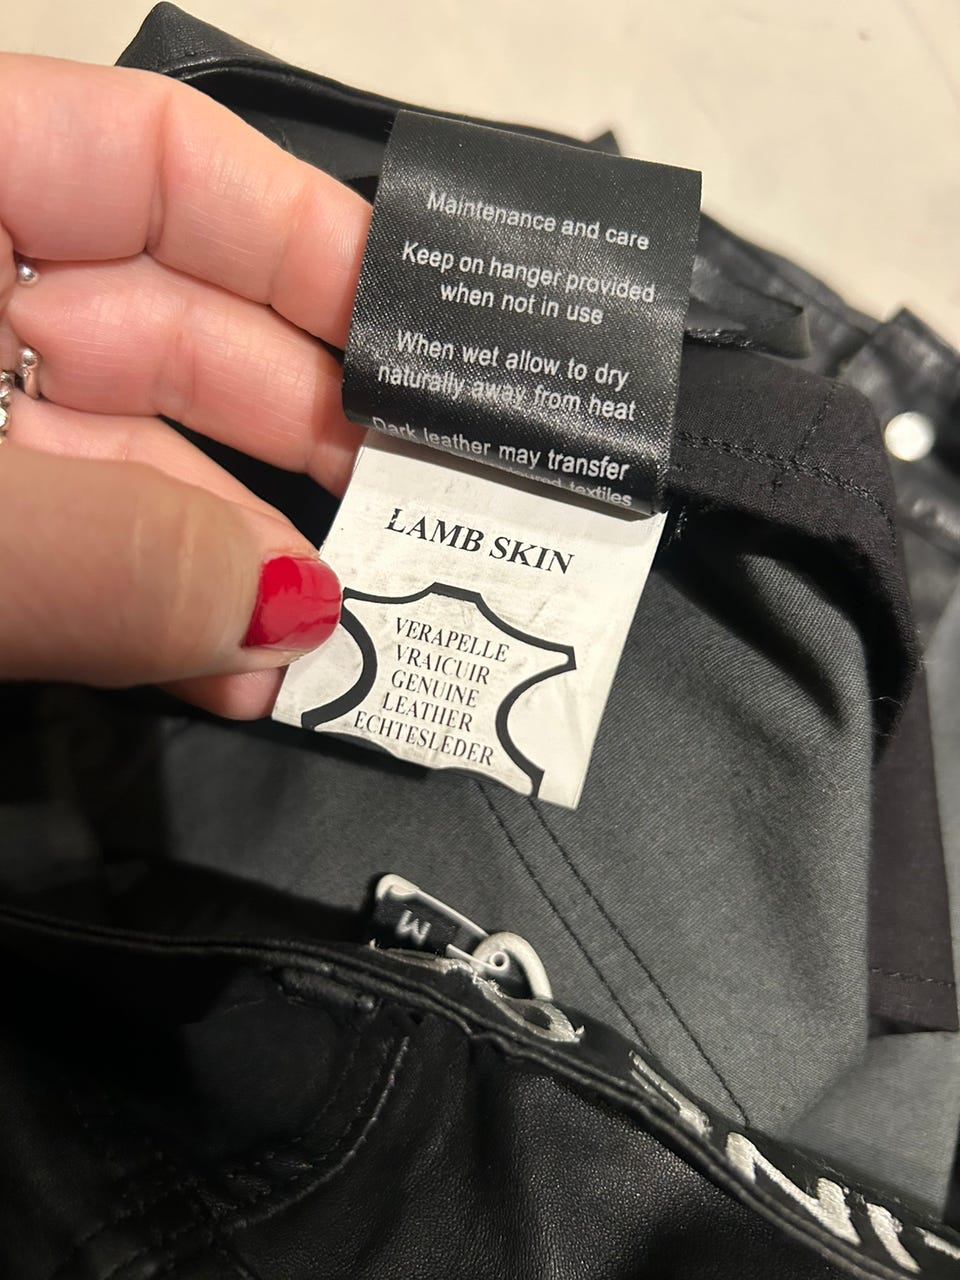 Maintenance and care
Keep on hanger provided
when not in use
When wet allow to dry
naturally away from heat
Dark leather may transfer
textiles
LAMB SKIN
VERAPELLE
VRAICUIR
GENUINE
LEATHER
ECHTESLEDER
M